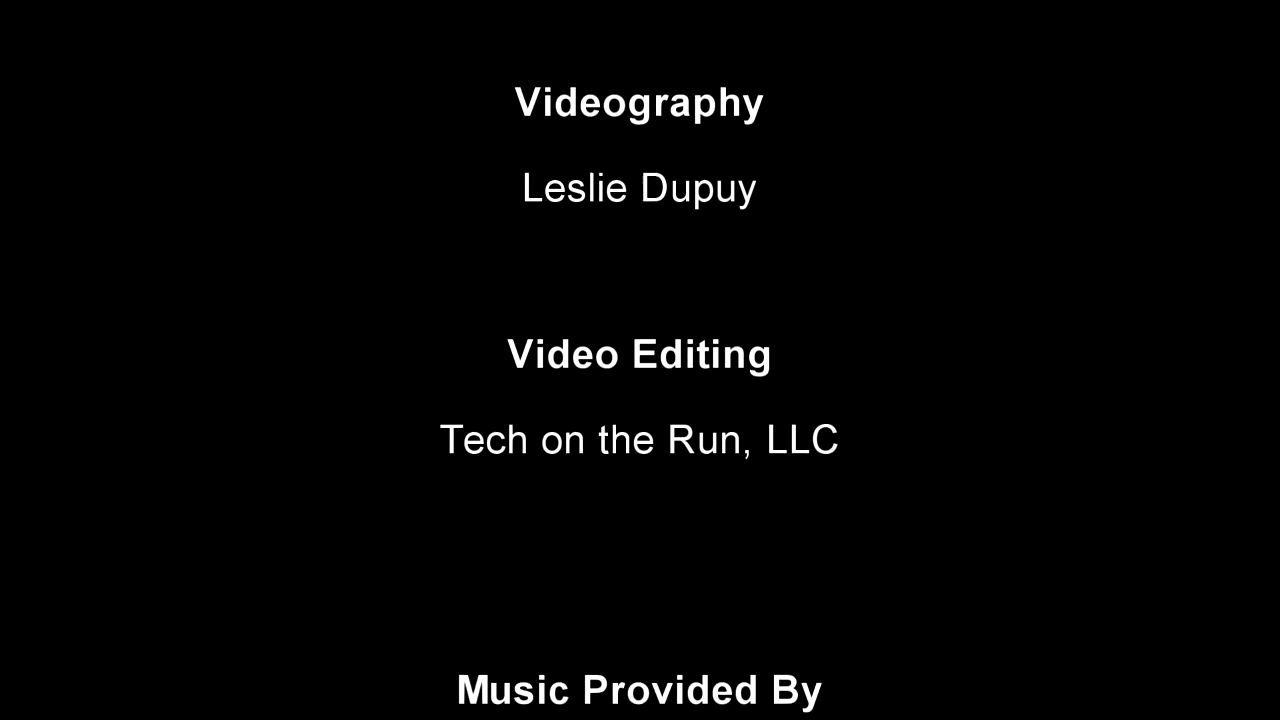 Videography
Leslie Dupuy
Video Editing
Tech on the Run, LLC
Music Provided By